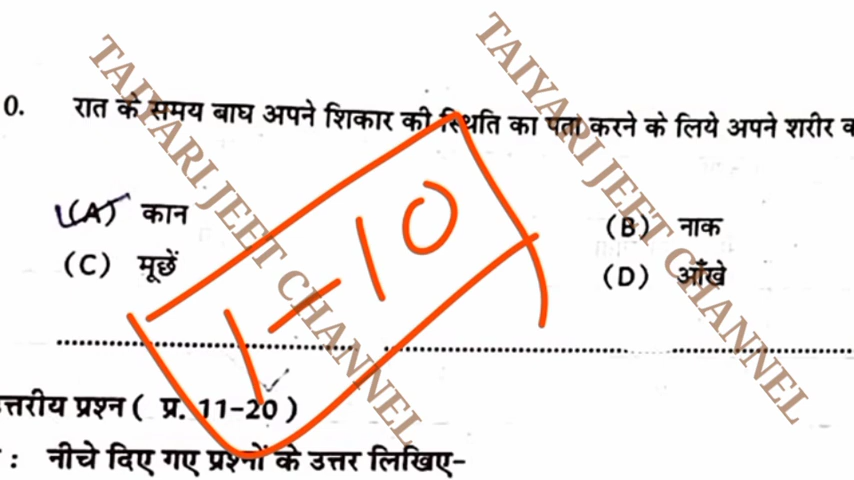 0. रात के समय बाघ अपने शिकार की स्थिति का पता करने के लिये अपने शरीर
(A) कान
(B) नाक
(C) मूछें
(D) आँखे
त्तरीय प्रश्न ( प्र. 11-20 )
: नीचे दिए गए प्रश्नों के उत्तर लिखिए-
1-10
TAIYARI JEET CHANNEL
TAIYARI JEET CHANNEL